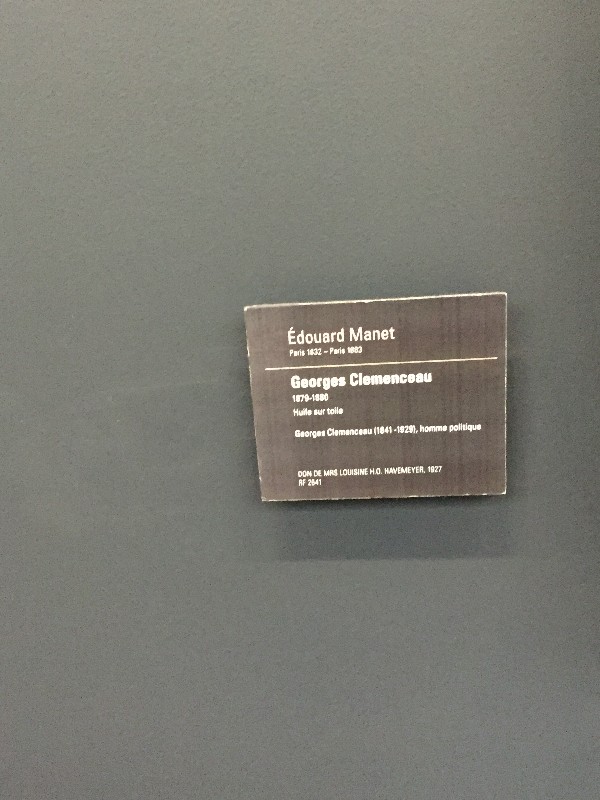 Édouard Manet
Paris 1832 – Paris 1883
Georges Clemenceau
1879-1880
Huile sur toile
Georges Clemenceau (1841-1929), homme politique
DON DE MRS LOUISINE H.O. HAVEMEYER, 1927
RF 2641